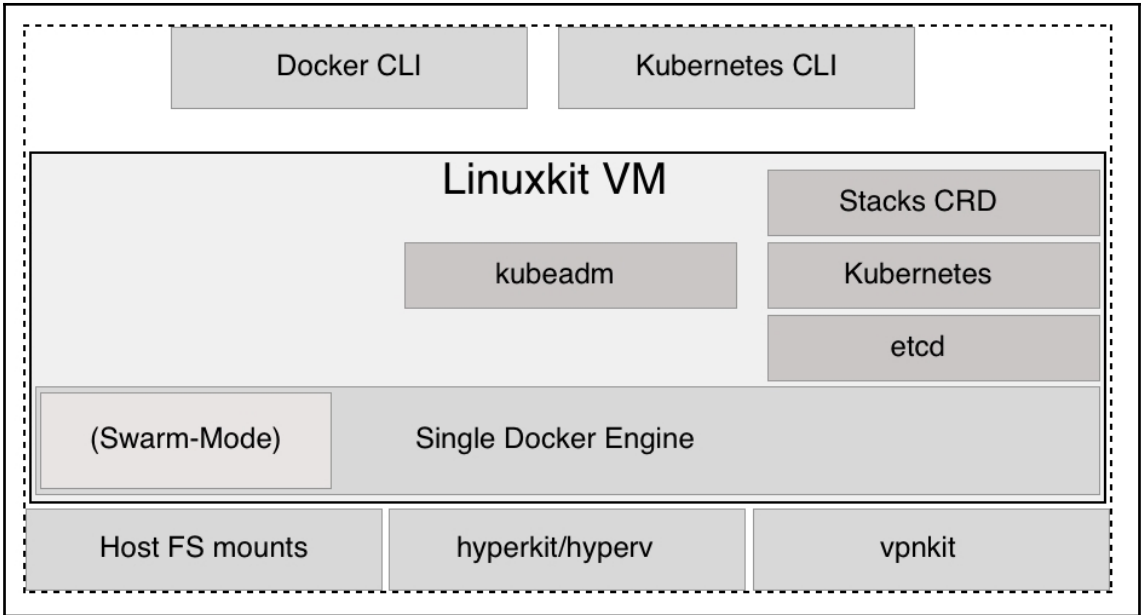 Docker CLI
Kubernetes CLI
Linuxkit VM
Stacks CRD
kubeadm
Kubernetes
etcd
(Swarm-Mode)
Single Docker Engine
Host FS mounts
hyperkit/hyperv
vpnkit